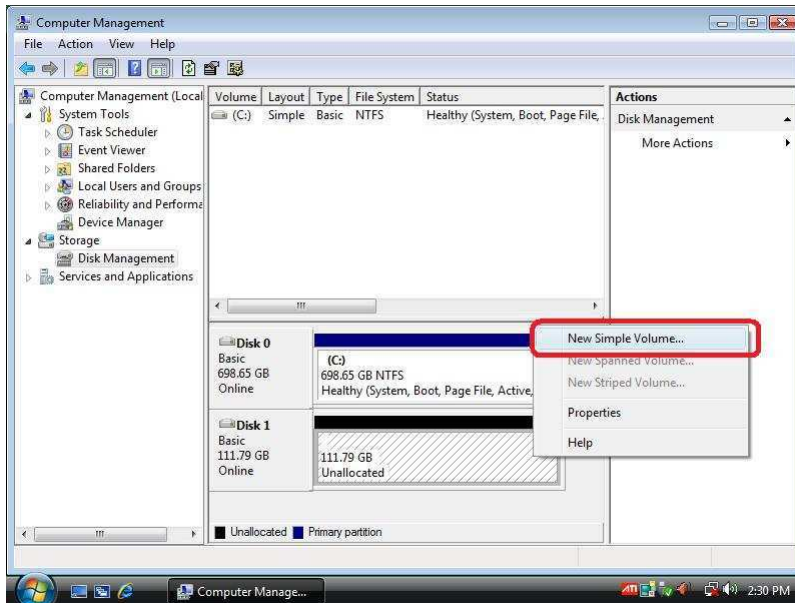 Computer Management
File Action View Help
Computer Management (Local
System Tools
Task Scheduler
Event Viewer
Shared Folders
Local Users and Groups
Reliability and Performa
Device Manager
Storage
Disk Management
Services and Applications
Volume Layout Type File System Status
(C:) Simple Basic NTFS Healthy (System, Boot, Page File,
Actions
Disk Management
More Actions
Disk 0
Basic
698.65 GB
Online
(C:)
698.65 GB NTFS
Healthy (System, Boot, Page File, Active,
Disk 1
Basic
111.79 GB
Online
111.79 GB
Unallocated
New Simple Volume...
New Spanned Volume...
New Striped Volume...
Properties
Help
Unallocated Primary partition
Computer Manage...
ATI
2:30 PM